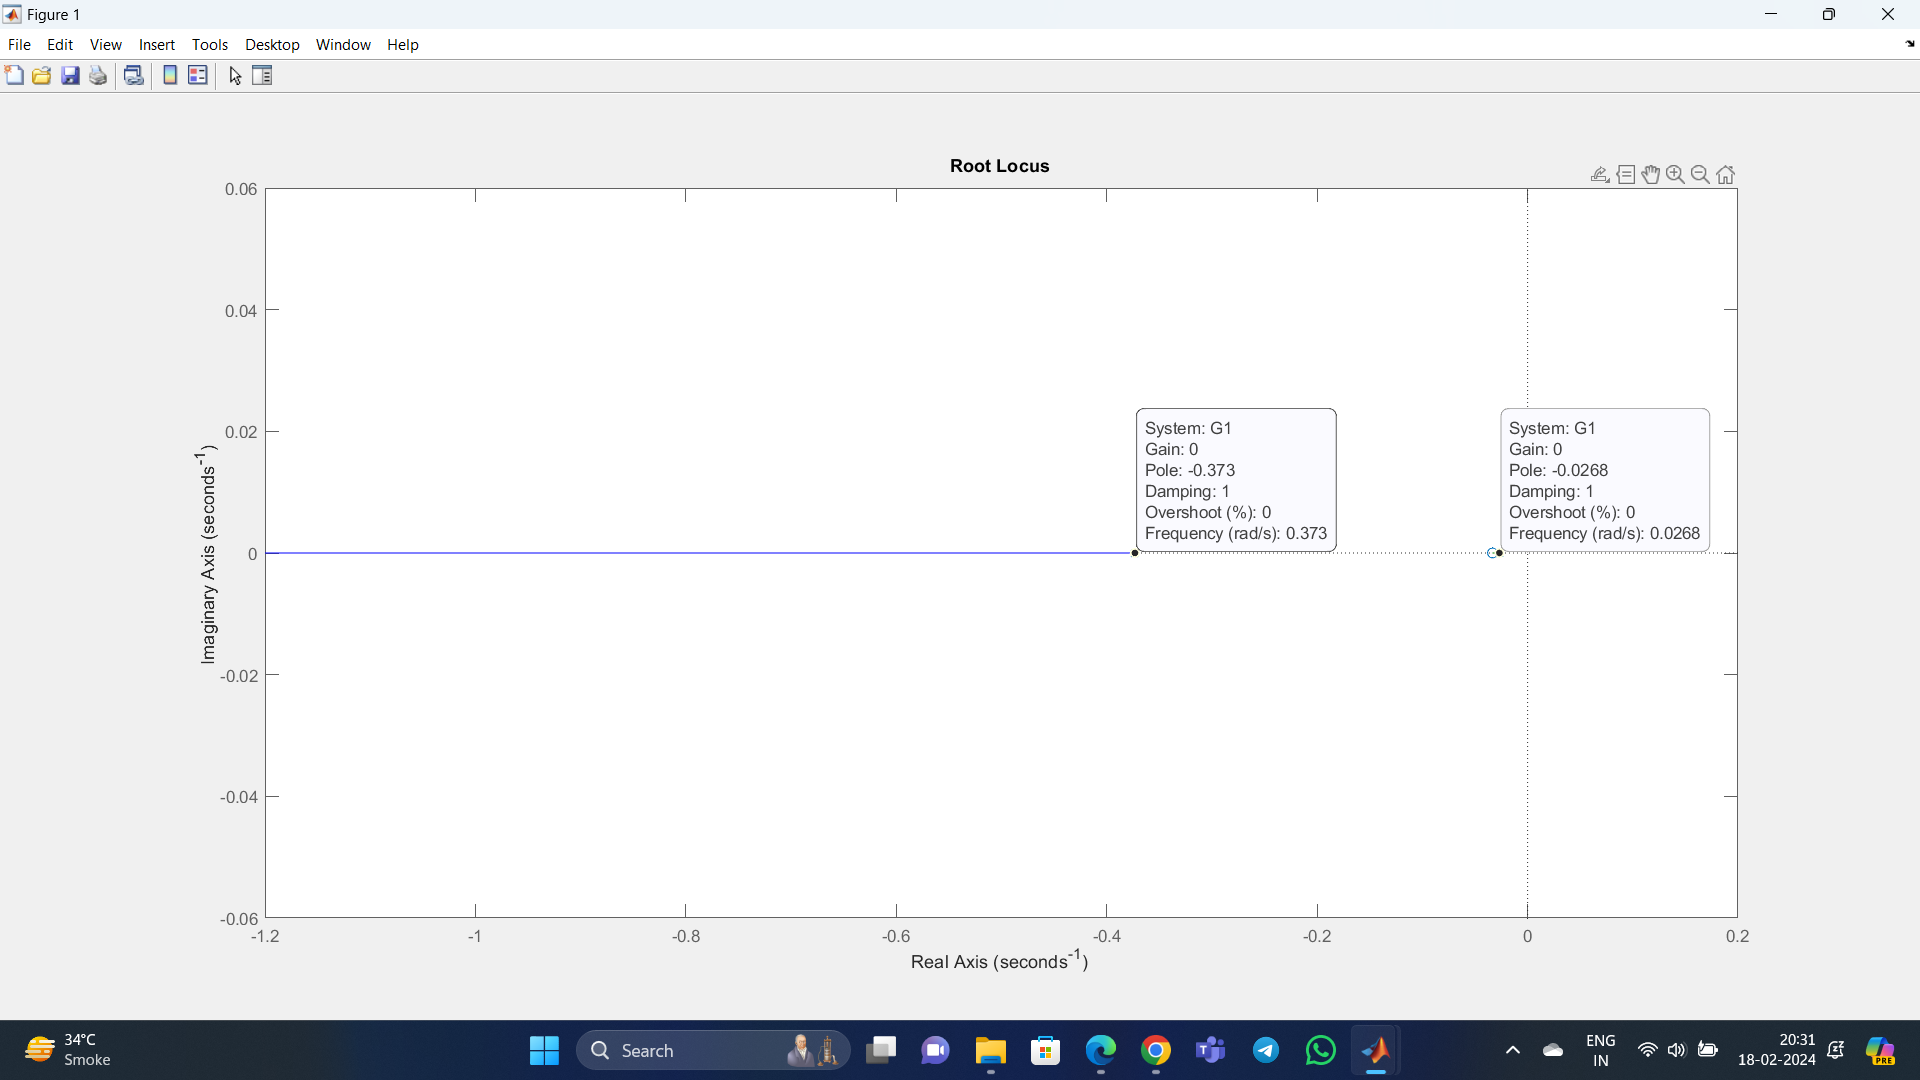 Figure 1
File Edit View Insert Tools Desktop Window Help
Root Locus
0.06
0.04
0.02
0
-0.02
-0.04
-0.06
Imaginary Axis (seconds-1)
System: G1
Gain: 0
Pole: -0.373
Damping: 1
Overshoot (%): 0
Frequency (rad/s): 0.373
System: G1
Gain: 0
Pole: -0.0268
Damping: 1
Overshoot (%): 0
Frequency (rad/s): 0.0268
-1.2 -1 -0.8 -0.6 -0.4 -0.2 0 0.2
Real Axis (seconds-1)
34°C
Smoke
Search
ENG
IN
20:31
18-02-2024
PRE